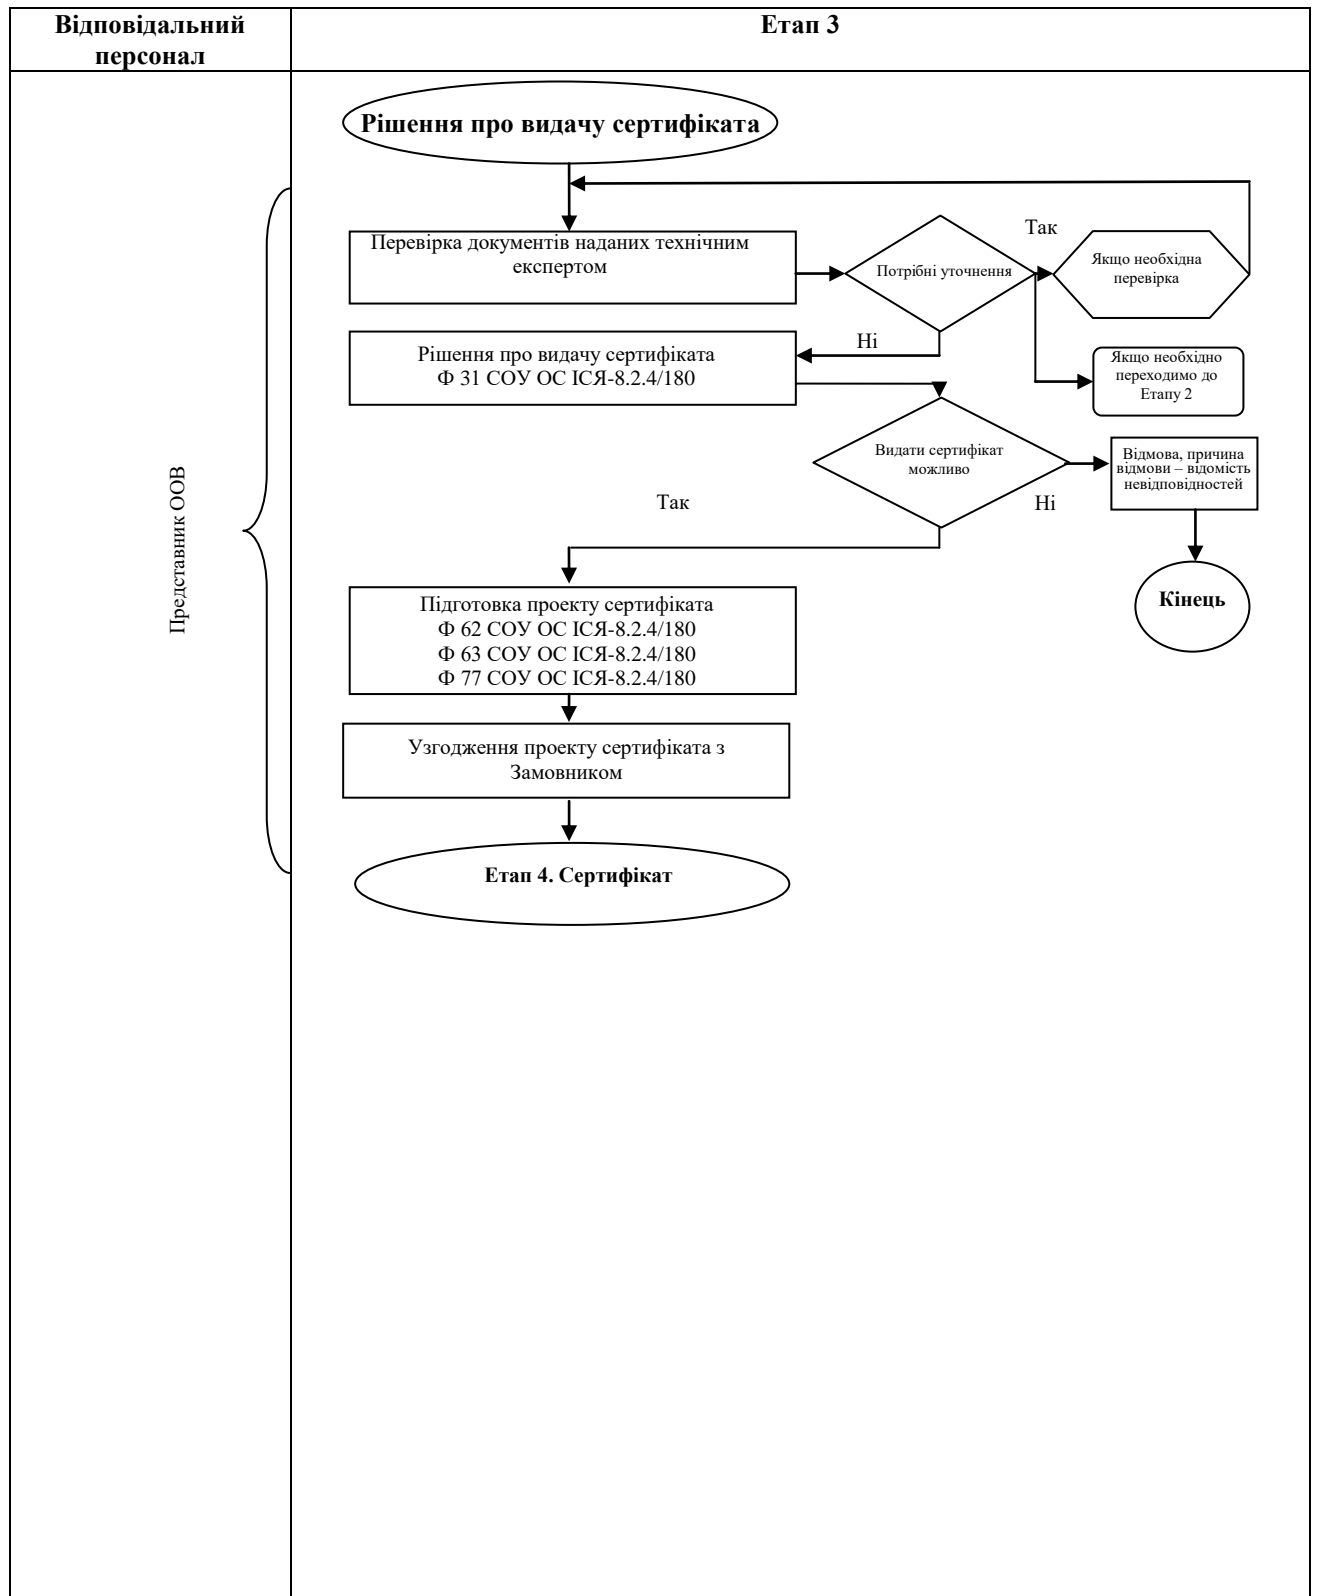 Відповідальний
персонал
Етап 3
Рішення про видачу сертифіката
Перевірка документів наданих технічним
експертом
Потрібні уточнення
Так
Якщо необхідна
перевірка
Ні
Рішення про видачу сертифіката
Ф 31 СОУ ОС ІСЯ-8.2.4/180
Якщо необхідно
переходимо до
Етапу 2
Видати сертифікат
можливо
Відмова, причина
відмови – відомість
невідповідностей
Так
Ні
Представник ООВ
Кінець
Підготовка проекту сертифіката
Ф 62 СОУ ОС ІСЯ-8.2.4/180
Ф 63 СОУ ОС ІСЯ-8.2.4/180
Ф 77 СОУ ОС ІСЯ-8.2.4/180
Узгодження проекту сертифіката з
Замовником
Етап 4. Сертифікат